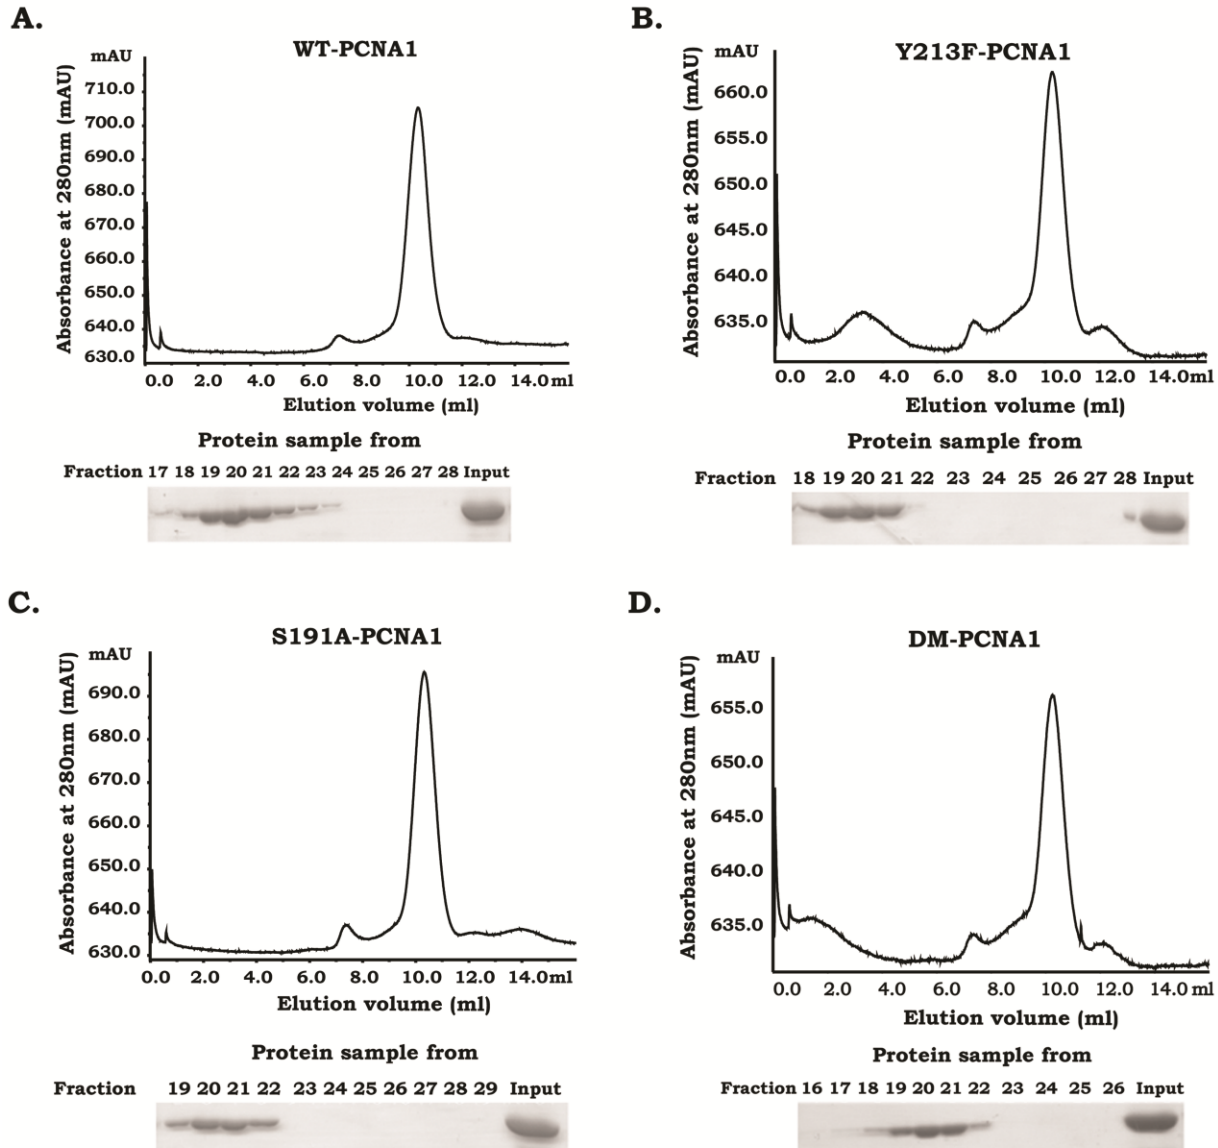 A.
WT-PCNA1
mAU
Absorbance at 280nm (mAU)
710.0
700.0
690.0
680.0
670.0
660.0
650.0
640.0
630.0
0.0 2.0 4.0 6.0 8.0 10.0 12.0 14.0 ml
Elution volume (ml)
Protein sample from
Fraction 17 18 19 20 21 22 23 24 25 26 27 28 Input
B.
Y213F-PCNA1
mAU
Absorbance at 280nm (mAU)
660.0
655.0
650.0
645.0
640.0
635.0
0.0 2.0 4.0 6.0 8.0 10.0 12.0 14.0 ml
Elution volume (ml)
Protein sample from
Fraction 18 19 20 21 22 23 24 25 26 27 28 Input
C.
S191A-PCNA1
mAU
Absorbance at 280nm (mAU)
690.0
680.0
670.0
660.0
650.0
640.0
630.0
0.0 2.0 4.0 6.0 8.0 10.0 12.0 14.0 ml
Elution volume (ml)
Protein sample from
Fraction 19 20 21 22 23 24 25 26 27 28 29 Input
D.
DM-PCNA1
mAU
Absorbance at 280nm (mAU)
655.0
650.0
645.0
640.0
635.0
0.0 2.0 4.0 6.0 8.0 10.0 12.0 14.0 ml
Elution volume (ml)
Protein sample from
Fraction 16 17 18 19 20 21 22 23 24 25 26 Input